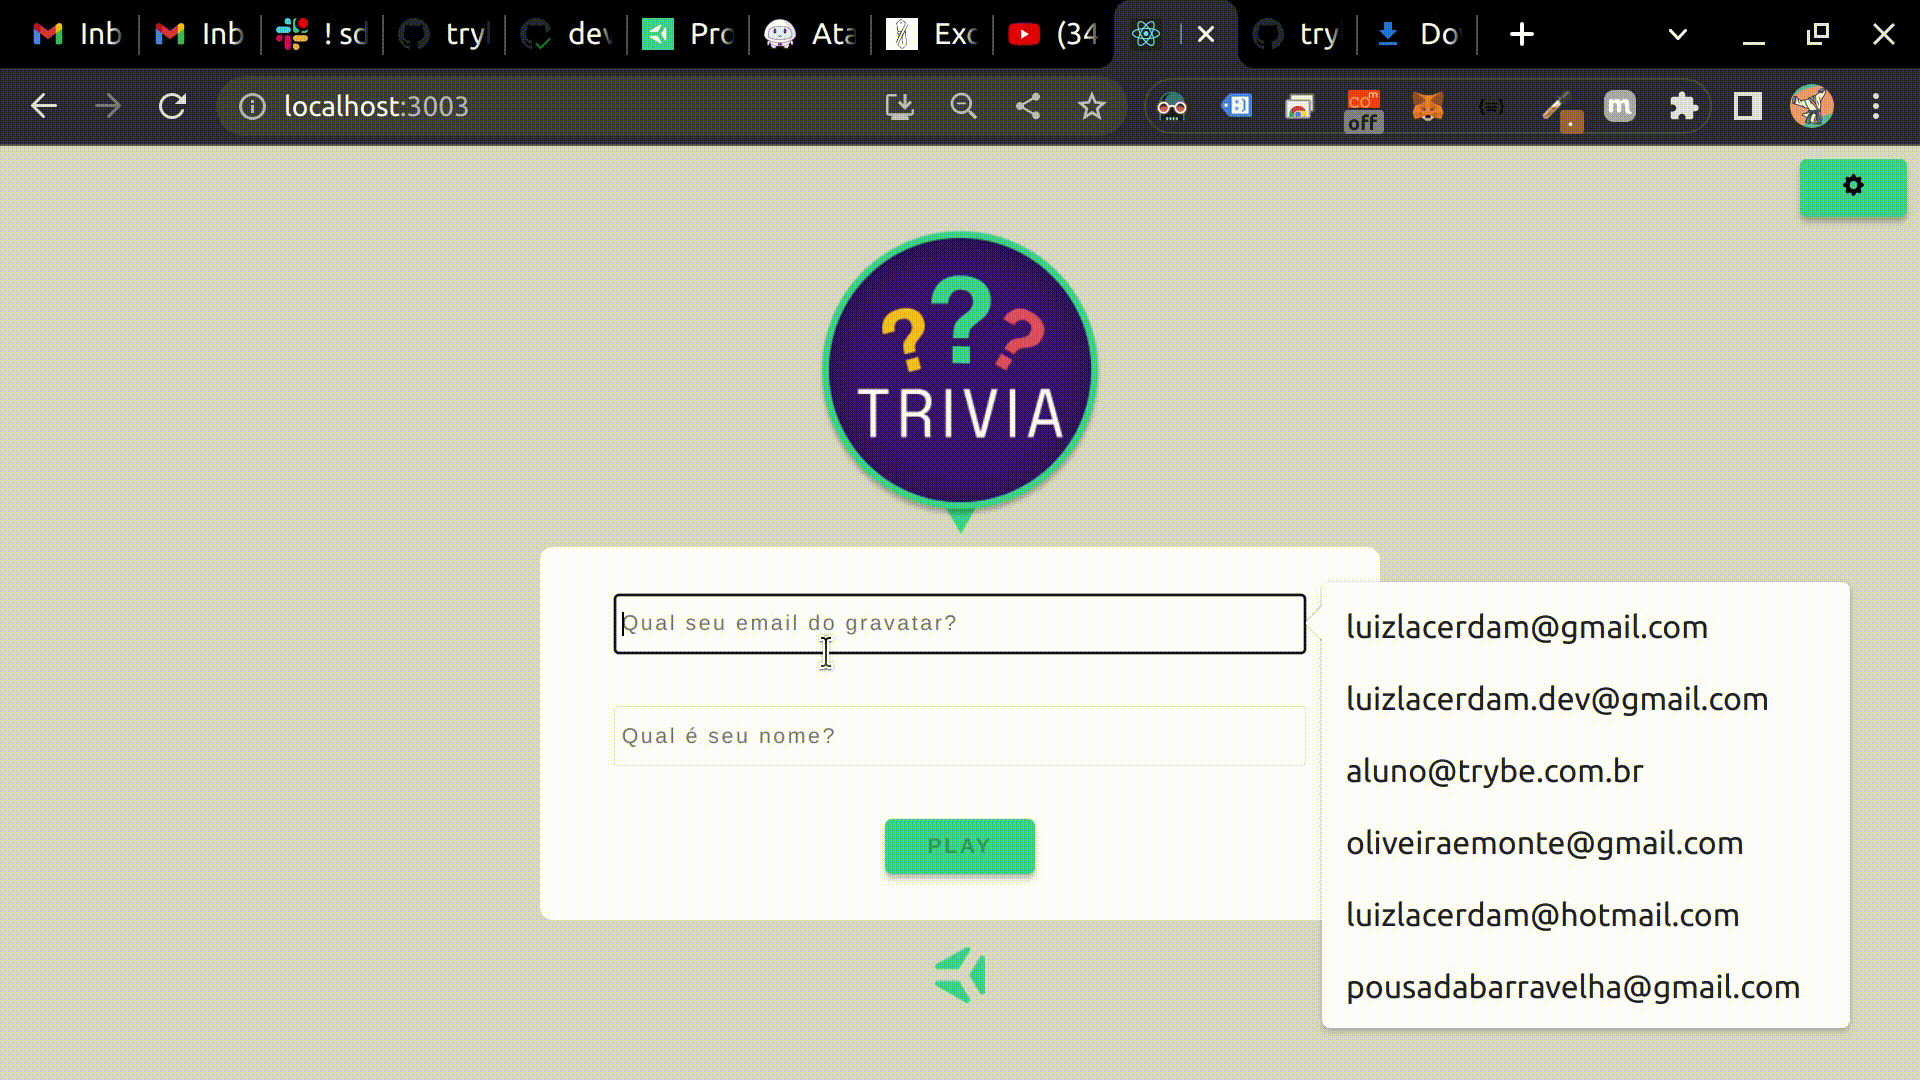 Inb Inb ! sc try dev Pro Ata Exc (34 try Do
localhost:3003
com
off
{≡}
m
? ? ?
TRIVIA
Qual seu email do gravatar?
Qual é seu nome?
PLAY
luizlacerdam@gmail.com
luizlacerdam.dev@gmail.com
aluno@trybe.com.br
oliveiraemonte@gmail.com
luizlacerdam@hotmail.com
pousadabarravelha@gmail.com